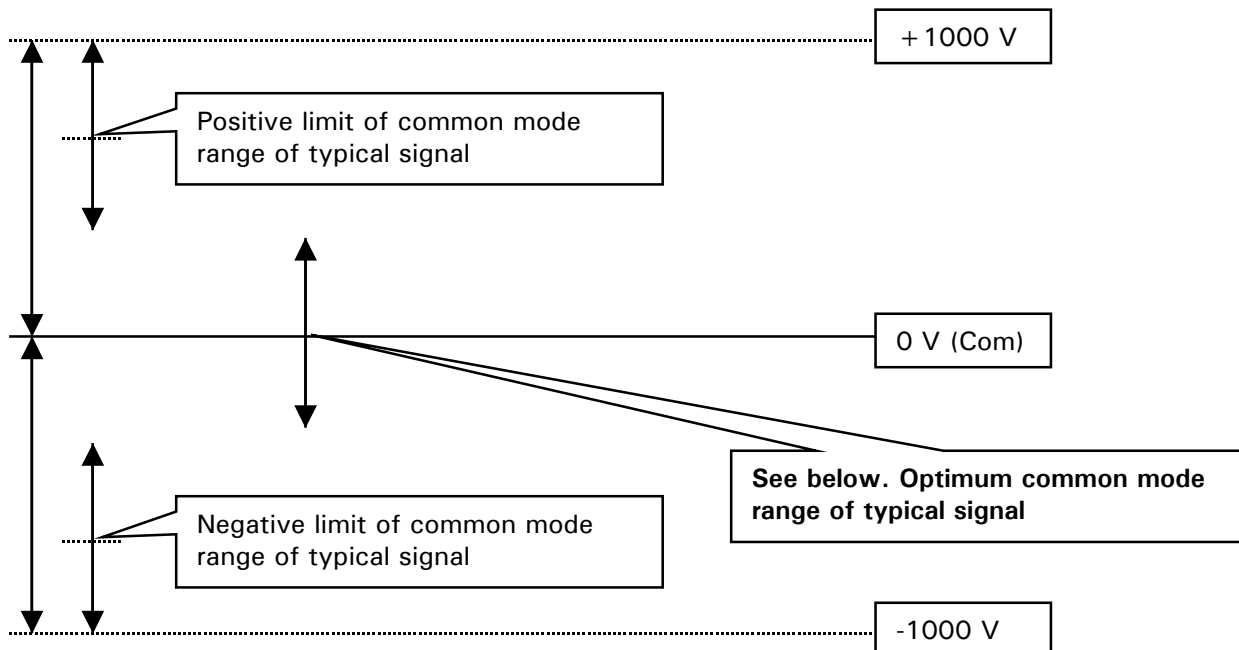 +1000 V
Positive limit of common mode
range of typical signal
0 V (Com)
See below. Optimum common mode
range of typical signal
Negative limit of common mode
range of typical signal
-1000 V